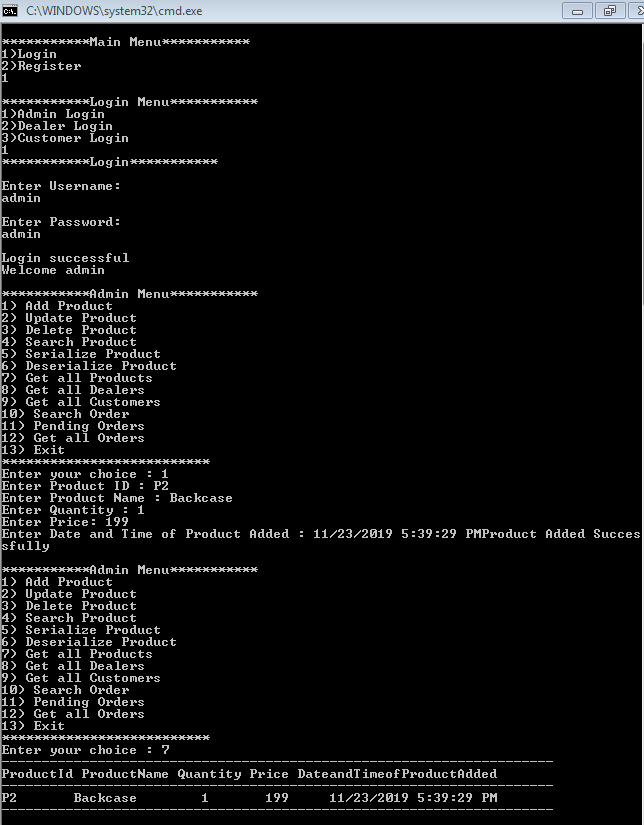 C:\WINDOWS\system32\cmd.exe
***********Main Menu***********
1)Login
2)Register
1
***********Login Menu***********
1)Admin Login
2)Dealer Login
3)Customer Login
1
***********Login***********
Enter Username:
admin
Enter Password:
admin
Login successful
Welcome admin
***********Admin Menu***********
1) Add Product
2) Update Product
3) Delete Product
4) Search Product
5) Serialize Product
6) Deserialize Product
7) Get all Products
8) Get all Dealers
9) Get all Customers
10) Search Order
11) Pending Orders
12) Get all Orders
13) Exit
**************************
Enter your choice : 1
Enter Product ID : P2
Enter Product Name : Backcase
Enter Quantity : 1
Enter Price: 199
Enter Date and Time of Product Added : 11/23/2019 5:39:29 PMProduct Added Succes
sfully
***********Admin Menu***********
1) Add Product
2) Update Product
3) Delete Product
4) Search Product
5) Serialize Product
6) Deserialize Product
7) Get all Products
8) Get all Dealers
9) Get all Customers
10) Search Order
11) Pending Orders
12) Get all Orders
13) Exit
**************************
Enter your choice : 7
---------------------------------------------------------------------
ProductId ProductName Quantity Price DateandTimeofProductAdded
---------------------------------------------------------------------
P2 Backcase 1 199 11/23/2019 5:39:29 PM
---------------------------------------------------------------------